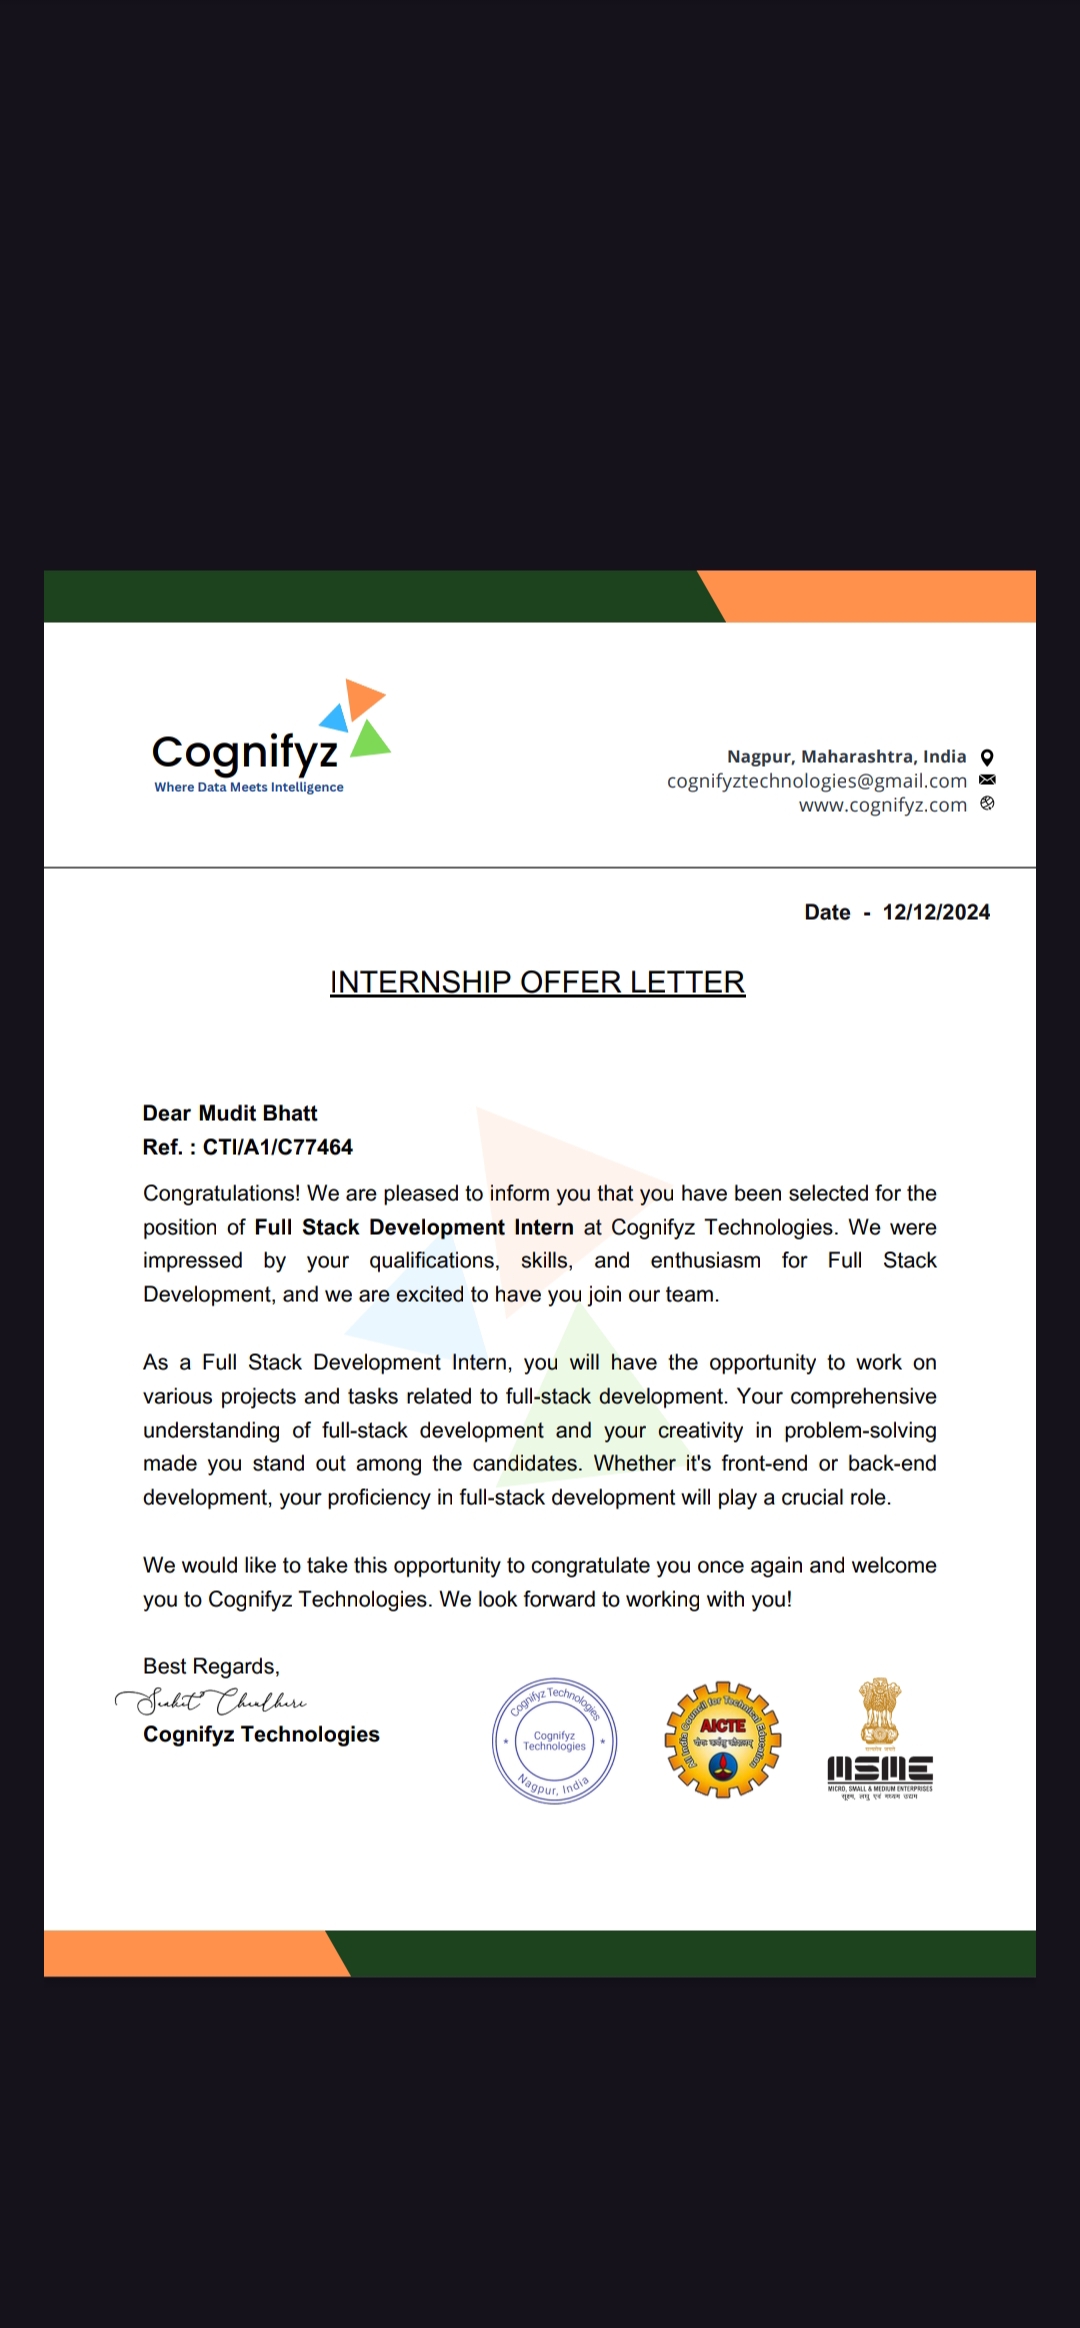 Cognifyz
Where Data Meets Intelligence
Nagpur, Maharashtra, India
cognifyztechnologies@gmail.com
www.cognifyz.com
Date - 12/12/2024
INTERNSHIP OFFER LETTER
Dear Mudit Bhatt
Ref. : CTI/A1/C77464
Congratulations! We are pleased to inform you that you have been selected for the
position of Full Stack Development Intern at Cognifyz Technologies. We were
impressed by your qualifications, skills, and enthusiasm for Full Stack
Development, and we are excited to have you join our team.
As a Full Stack Development Intern, you will have the opportunity to work on
various projects and tasks related to full-stack development. Your comprehensive
understanding of full-stack development and your creativity in problem-solving
made you stand out among the candidates. Whether it's front-end or back-end
development, your proficiency in full-stack development will play a crucial role.
We would like to take this opportunity to congratulate you once again and welcome
you to Cognifyz Technologies. We look forward to working with you!
Best Regards,
Cognifyz Technologies
Cognifyz Technologies
Cognifyz
Technologies
Nagpur, India
All India Council for Technical Education
AICTE
MSME
MICRO, SMALL & MEDIUM ENTERPRISES
सूक्ष्म, लघु एवं मध्यम उद्यम